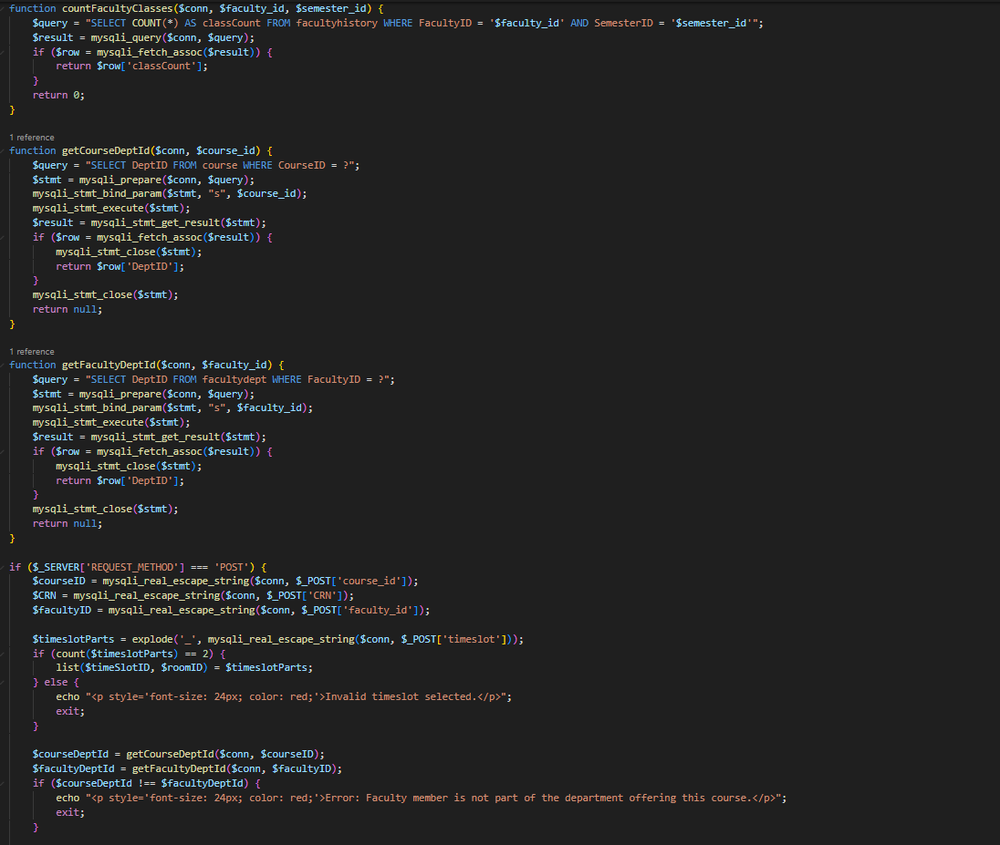 function countFacultyClasses($conn, $faculty_id, $semester_id) {
    $query = "SELECT COUNT(*) AS classCount FROM facultyhistory WHERE FacultyID = '$faculty_id' AND SemesterID = '$semester_id'";
    $result = mysqli_query($conn, $query);
    if ($row = mysqli_fetch_assoc($result)) {
        return $row['classCount'];
    }
    return 0;
}
1 reference
function getCourseDeptId($conn, $course_id) {
    $query = "SELECT DeptID FROM course WHERE CourseID = ?";
    $stmt = mysqli_prepare($conn, $query);
    mysqli_stmt_bind_param($stmt, "s", $course_id);
    mysqli_stmt_execute($stmt);
    $result = mysqli_stmt_get_result($stmt);
    if ($row = mysqli_fetch_assoc($result)) {
        mysqli_stmt_close($stmt);
        return $row['DeptID'];
    }
    mysqli_stmt_close($stmt);
    return null;
}
1 reference
function getFacultyDeptId($conn, $faculty_id) {
    $query = "SELECT DeptID FROM facultydept WHERE FacultyID = ?";
    $stmt = mysqli_prepare($conn, $query);
    mysqli_stmt_bind_param($stmt, "s", $faculty_id);
    mysqli_stmt_execute($stmt);
    $result = mysqli_stmt_get_result($stmt);
    if ($row = mysqli_fetch_assoc($result)) {
        mysqli_stmt_close($stmt);
        return $row['DeptID'];
    }
    mysqli_stmt_close($stmt);
    return null;
}
if ($_SERVER['REQUEST_METHOD'] === 'POST') {
    $courseID = mysqli_real_escape_string($conn, $_POST['course_id']);
    $CRN = mysqli_real_escape_string($conn, $_POST['CRN']);
    $facultyID = mysqli_real_escape_string($conn, $_POST['faculty_id']);
    $timeslotParts = explode('_', mysqli_real_escape_string($conn, $_POST['timeslot']));
    if (count($timeslotParts) == 2) {
        list($timeSlotID, $roomID) = $timeslotParts;
    } else {
        echo "<p style='font-size: 24px; color: red;'>Invalid timeslot selected.</p>";
        exit;
    }
    $courseDeptId = getCourseDeptId($conn, $courseID);
    $facultyDeptId = getFacultyDeptId($conn, $facultyID);
    if ($courseDeptId !== $facultyDeptId) {
        echo "<p style='font-size: 24px; color: red;'>Error: Faculty member is not part of the department offering this course.</p>";
        exit;
    }